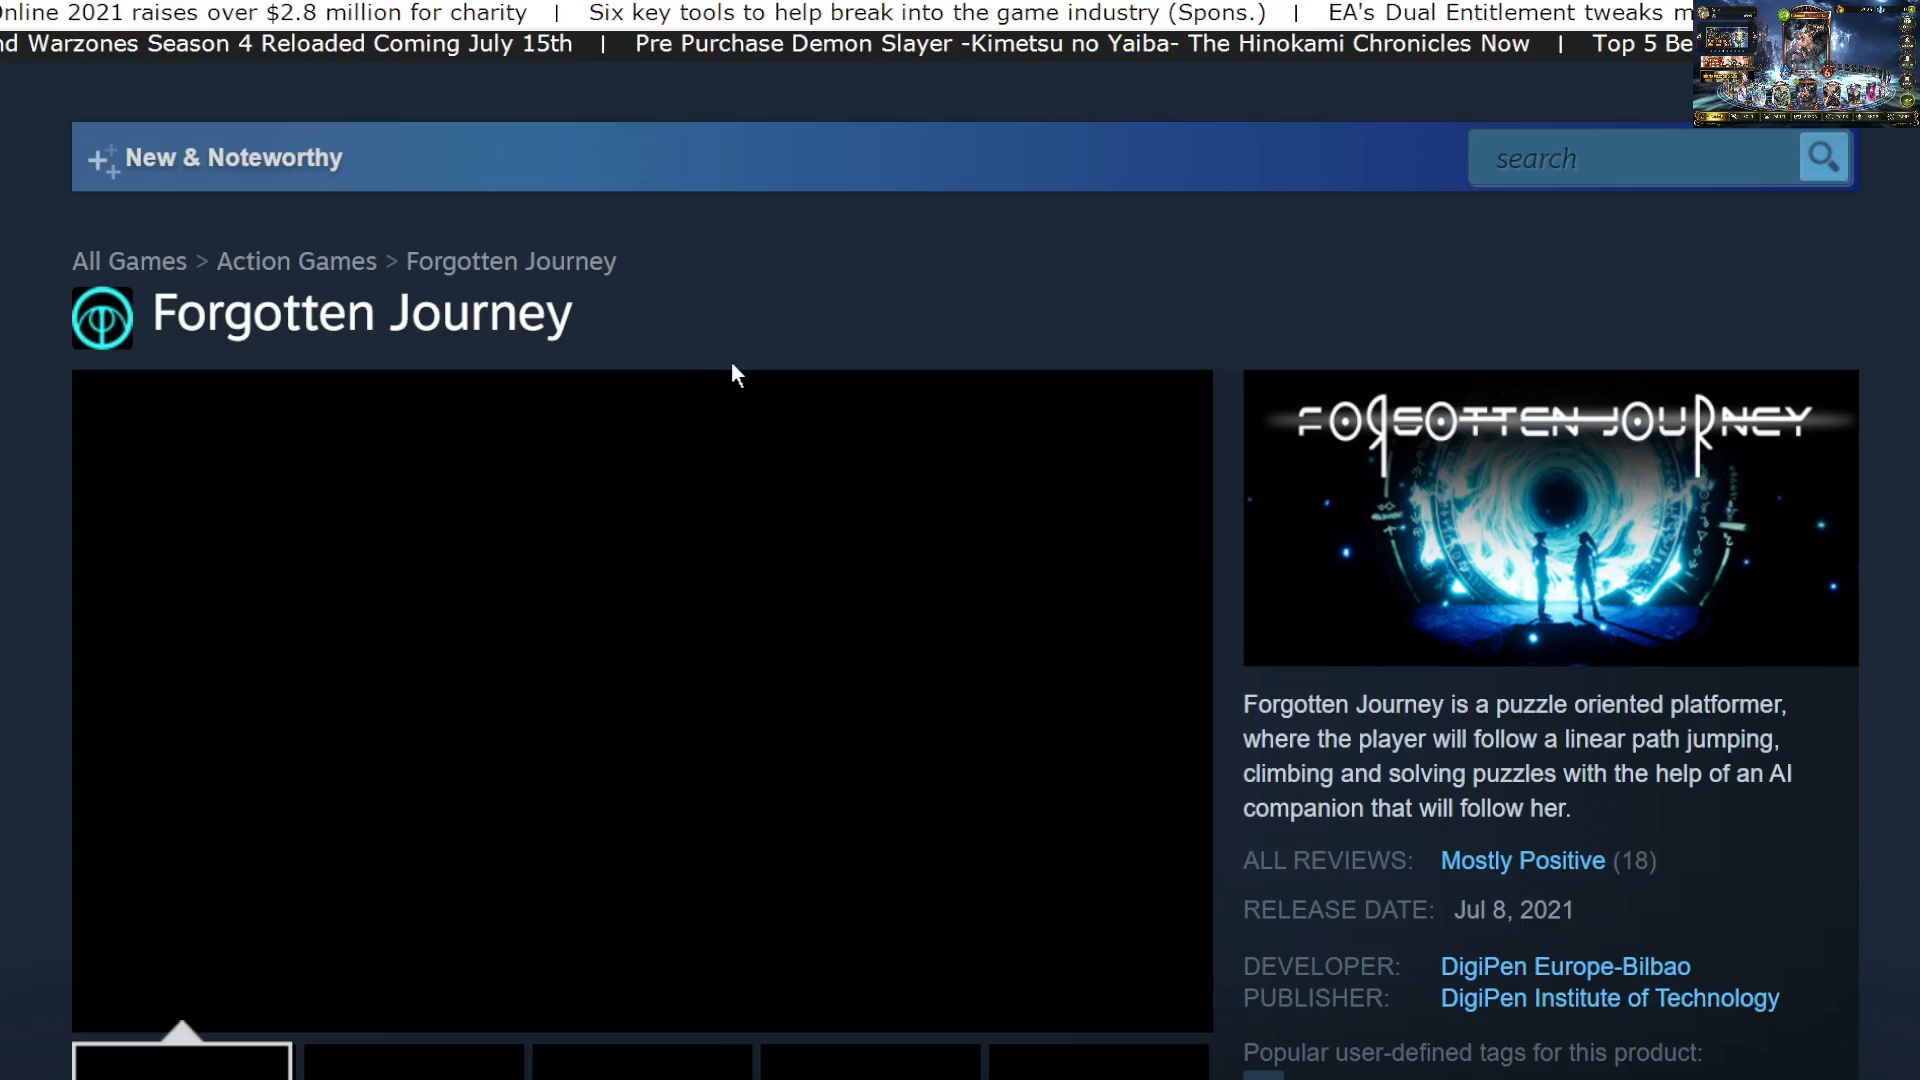 nline 2021 raises over $2.8 million for charity | Six key tools to help break into the game industry (Spons.) | EA's Dual Entitlement tweaks m
nd Warzones Season 4 Reloaded Coming July 15th | Pre Purchase Demon Slayer -Kimetsu no Yaiba- The Hinokami Chronicles Now | Top 5 Be
New & Noteworthy
search
All Games > Action Games > Forgotten Journey
Forgotten Journey
FORGOTTEN JOURNEY
Forgotten Journey is a puzzle oriented platformer,
where the player will follow a linear path jumping,
climbing and solving puzzles with the help of an AI
companion that will follow her.
ALL REVIEWS: Mostly Positive (18)
RELEASE DATE: Jul 8, 2021
DEVELOPER: DigiPen Europe-Bilbao
PUBLISHER: DigiPen Institute of Technology
Popular user-defined tags for this product: